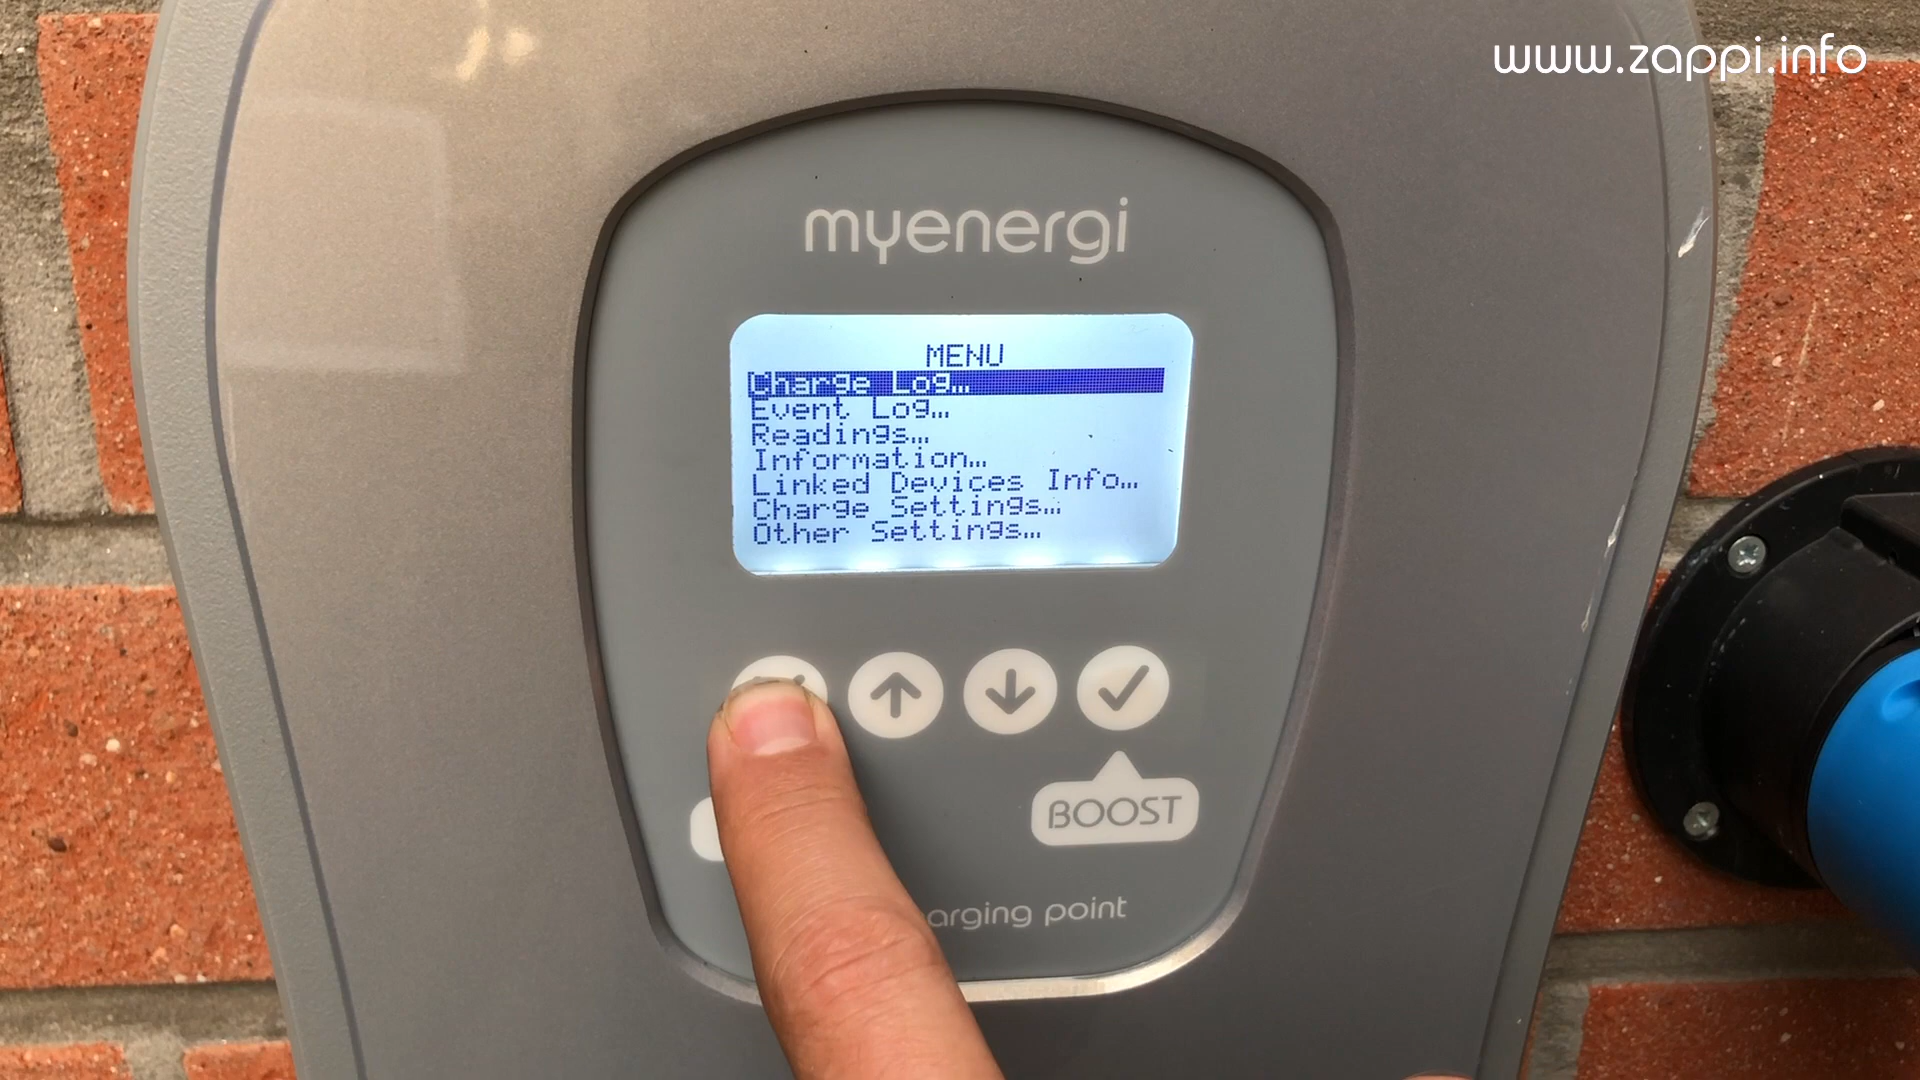 www.zappi.info
myenergi
MENU
Charge Log...
Event Log...
Readings...
Information...
Linked Devices Info...
Charge Settings...
Other Settings...
BOOST
point